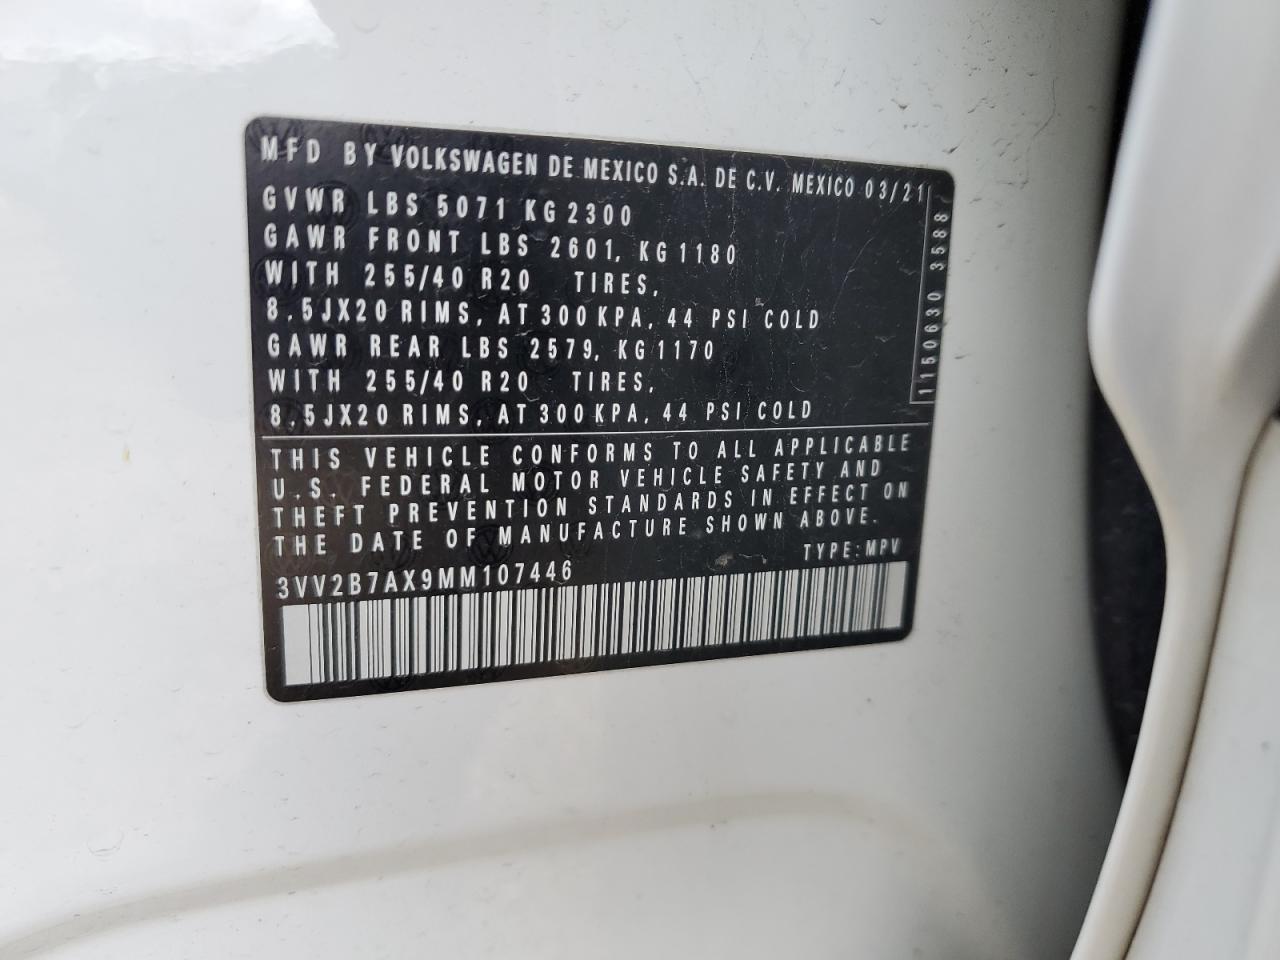 MFD BY VOLKSWAGEN DE MEXICO S.A. DE C.V. MEXICO 03/21
GVWR LBS 5071 KG 2300
GAWR FRONT LBS 2601, KG 1180
WITH 255/40 R20 TIRES,
8.5JX20 RIMS, AT 300 KPA, 44 PSI COLD
GAWR REAR LBS 2579, KG 1170
WITH 255/40 R20 TIRES,
8.5JX20 RIMS, AT 300 KPA, 44 PSI COLD
1150630 3588
THIS VEHICLE CONFORMS TO ALL APPLICABLE
U.S. FEDERAL MOTOR VEHICLE SAFETY AND
THEFT PREVENTION STANDARDS IN EFFECT ON
THE DATE OF MANUFACTURE SHOWN ABOVE.
TYPE: MPV
3VV2B7AX9MM107446